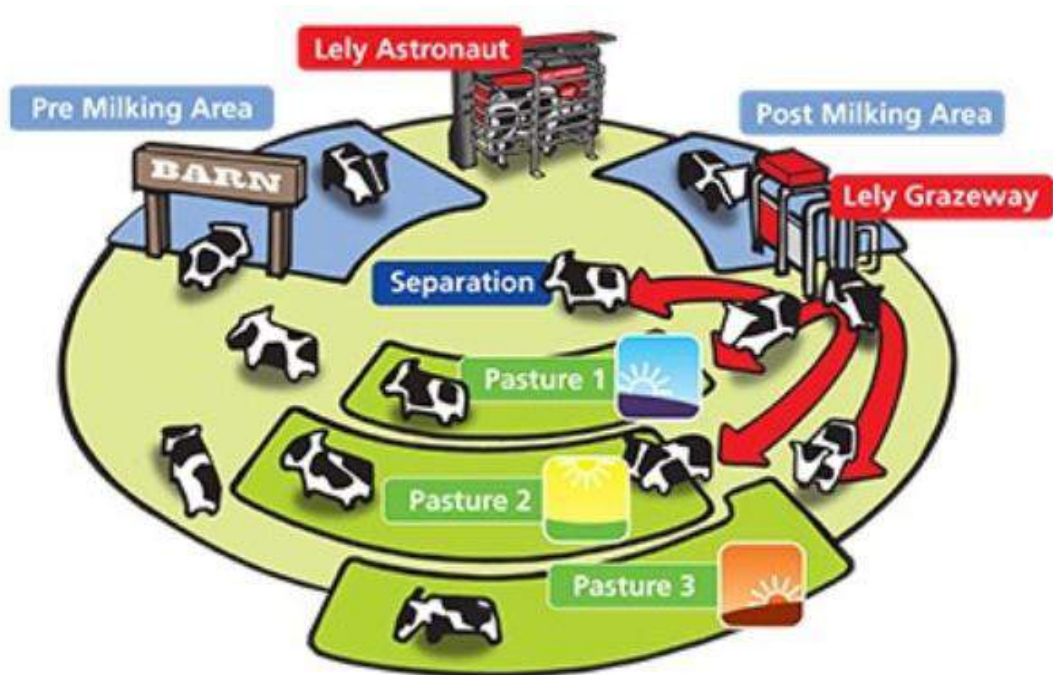 Lely Astronaut
Pre Milking Area
Post Milking Area
BARN
Lely Grazeway
Separation
Pasture 1
Pasture 2
Pasture 3